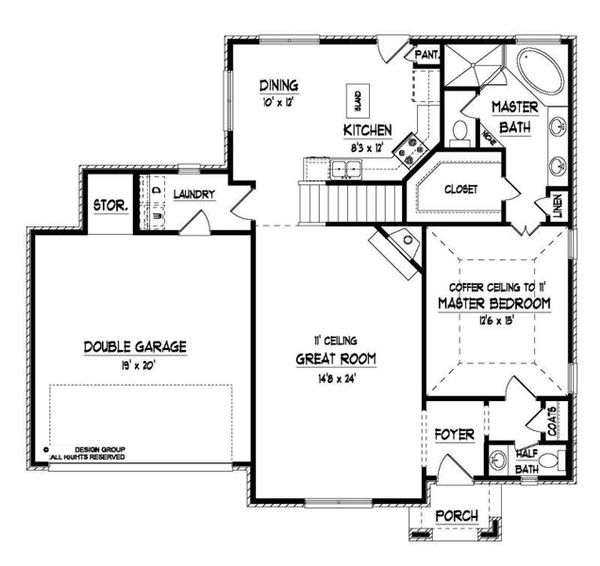 PANT.
DINING
10' x 12'
ISLAND
KITCHEN
8'3 x 12'
MASTER
BATH
NICHE
CLOSET
LINEN
STOR.
W D
LAUNDRY
COFFER CEILING TO 11'
MASTER BEDROOM
12'6 x 15'
DOUBLE GARAGE
19' x 20'
11' CEILING
GREAT ROOM
14'8 x 24'
COATS
FOYER
HALF
BATH
DESIGN GROUP
ALL RIGHTS RESERVED
PORCH